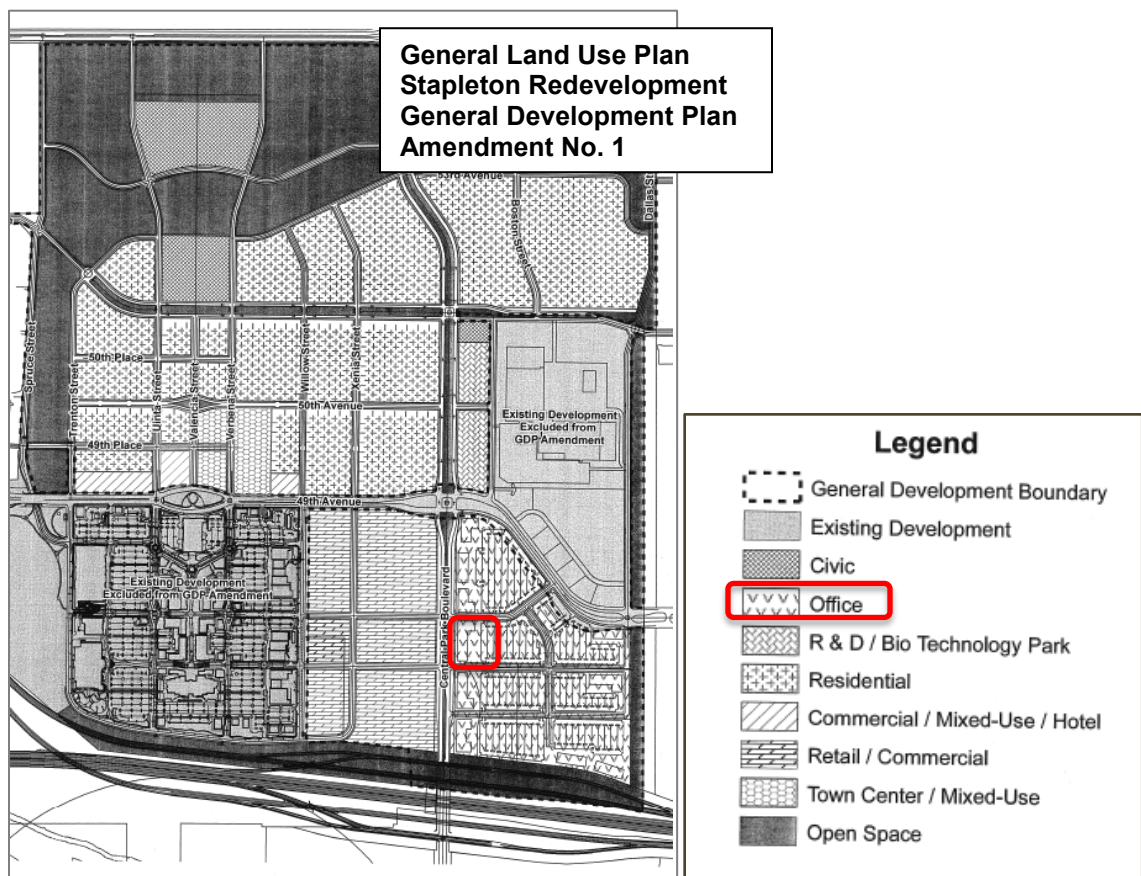 General Land Use Plan
Stapleton Redevelopment
General Development Plan
Amendment No. 1
53rd Avenue
Dallas St
Boston Street
Spruce Street
50th Place
Trenton Street
Uinta Street
Valencia Street
Verbena Street
Willow Street
Xenia Street
50th Avenue
49th Place
49th Avenue
Existing Development
Excluded from
GDP Amendment
Existing Development
Excluded from GDP Amendment
Central Park Boulevard
Legend
General Development Boundary
Existing Development
Civic
Office
R & D / Bio Technology Park
Residential
Commercial / Mixed-Use / Hotel
Retail / Commercial
Town Center / Mixed-Use
Open Space